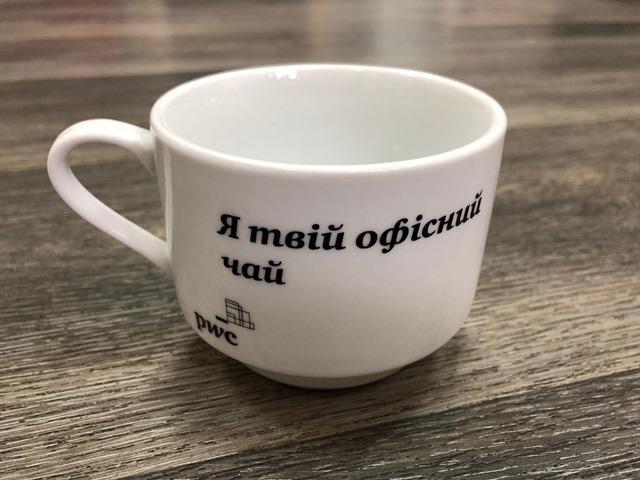 Я твій офісний
чай
pwc